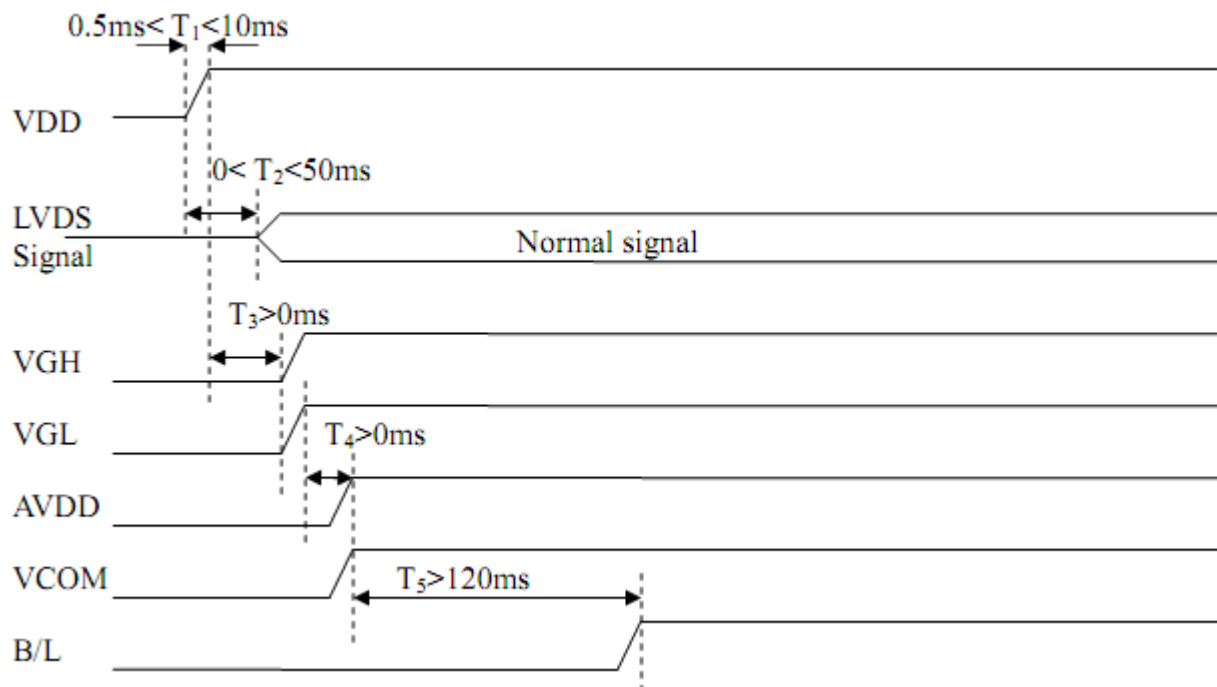 0.5ms< T₁<10ms
VDD
0< T₂<50ms
LVDS
Signal
Normal signal
T₃>0ms
VGH
VGL
T₄>0ms
AVDD
VCOM
T₅>120ms
B/L